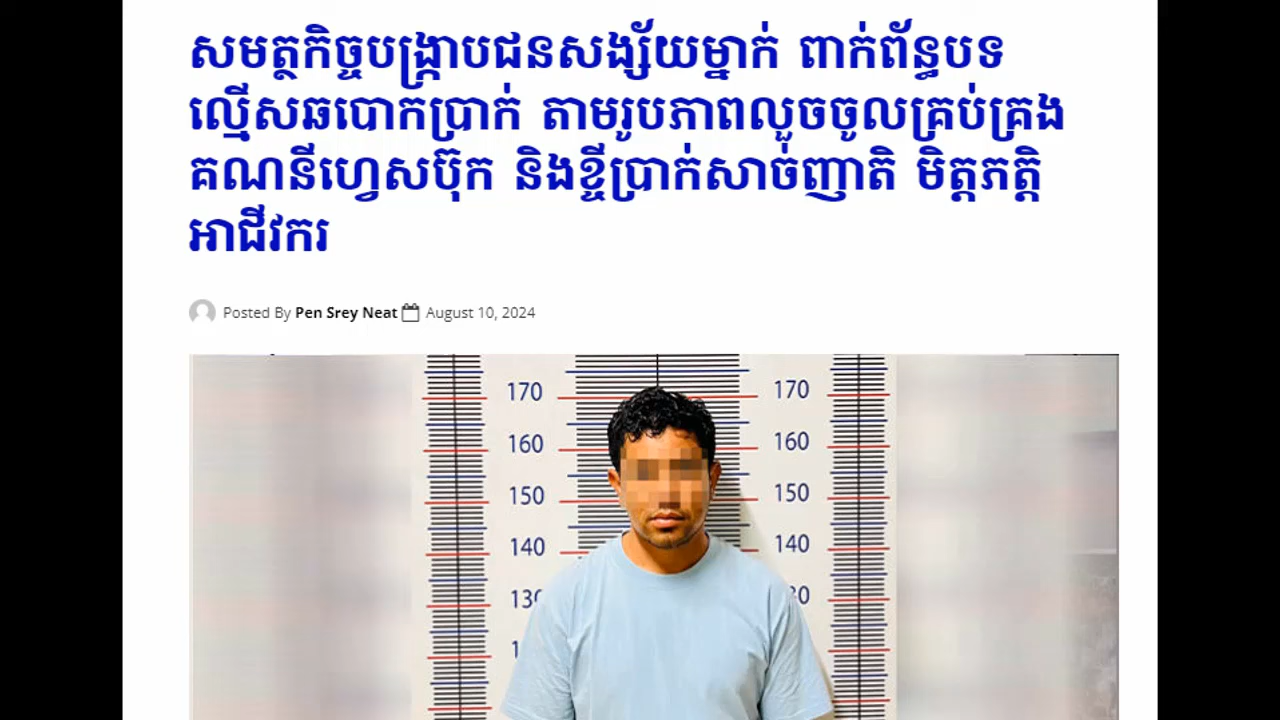 សមត្ថកិច្ចបង្ក្រាបជនសង្ស័យម្នាក់ ពាក់ព័ន្ធបទ
ល្មើសឆបោកប្រាក់ តាមរូបភាពលួចចូលគ្រប់គ្រង
គណនីហ្វេសប៊ុក និងខ្ចីប្រាក់សាច់ញាតិ មិត្តភត្តិ
អាជីវករ
Posted By Pen Srey Neat August 10, 2024
170 170
160 160
150 150
140 140